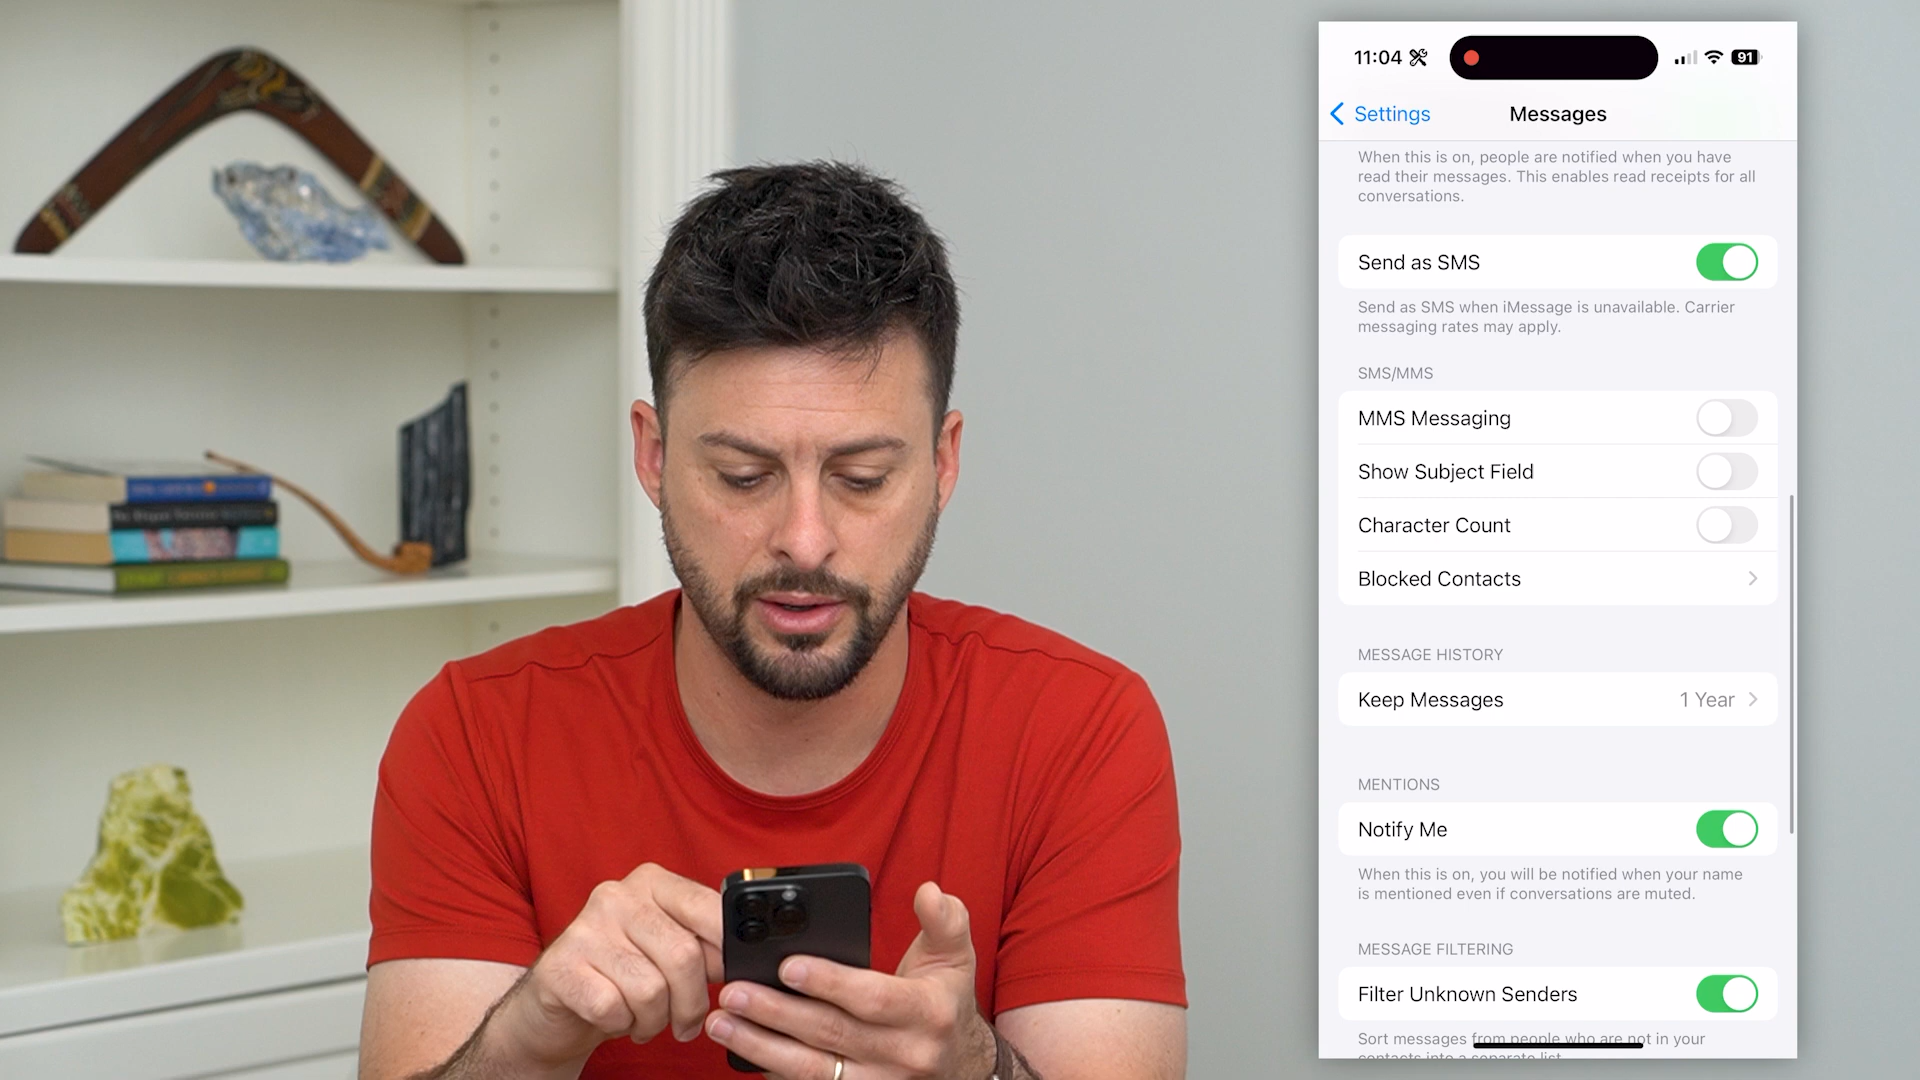 11:04
91
Settings
Messages
When this is on, people are notified when you have
read their messages. This enables read receipts for all
conversations.
Send as SMS
Send as SMS when iMessage is unavailable. Carrier
messaging rates may apply.
SMS/MMS
MMS Messaging
Show Subject Field
Character Count
Blocked Contacts
MESSAGE HISTORY
Keep Messages
1 Year
MENTIONS
Notify Me
When this is on, you will be notified when your name
is mentioned even if conversations are muted.
MESSAGE FILTERING
Filter Unknown Senders
Sort messages from people who are not in your
contacts into a separate list.